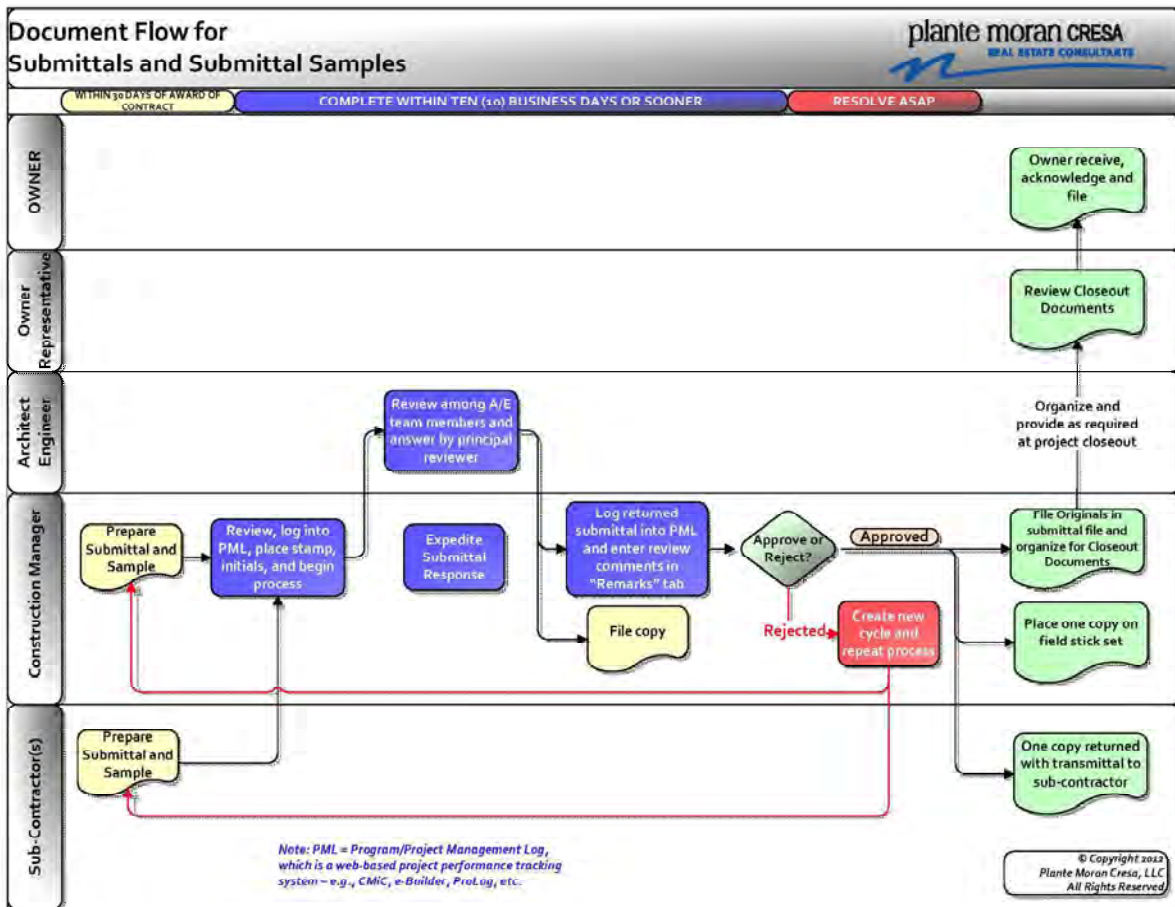 Document Flow for
Submittals and Submittal Samples
plante moran CRESA
REAL ESTATE CONSULTANTS
WITHIN 30 DAYS OF AWARD OF
CONTRACT
COMPLETE WITHIN TEN (10) BUSINESS DAYS OR SOONER
RESOLVE ASAP
OWNER
Owner receive,
acknowledge and
file
Owner
Representative
Review Closeout
Documents
Architect
Engineer
Review among A/E
team members and
answer by principal
reviewer
Organize and
provide as required
at project closeout
Construction Manager
Prepare
Submittal and
Sample
Review, log into
PML, place stamp,
initials, and begin
process
Expedite
Submittal
Response
Log returned
submittal into PML
and enter review
comments in
"Remarks" tab
Approve or
Reject?
Approved
File Originals in
submittal file and
organize for Closeout
Documents
File copy
Rejected
Create new
cycle and
repeat process
Place one copy on
field stick set
Sub-Contractor(s)
Prepare
Submittal and
Sample
One copy returned
with transmittal to
sub-contractor
Note: PML = Program/Project Management Log,
which is a web-based project performance tracking
system – e.g., CMiC, e-Builder, ProLog, etc.
© Copyright 2012
Plante Moran Cresa, LLC
All Rights Reserved